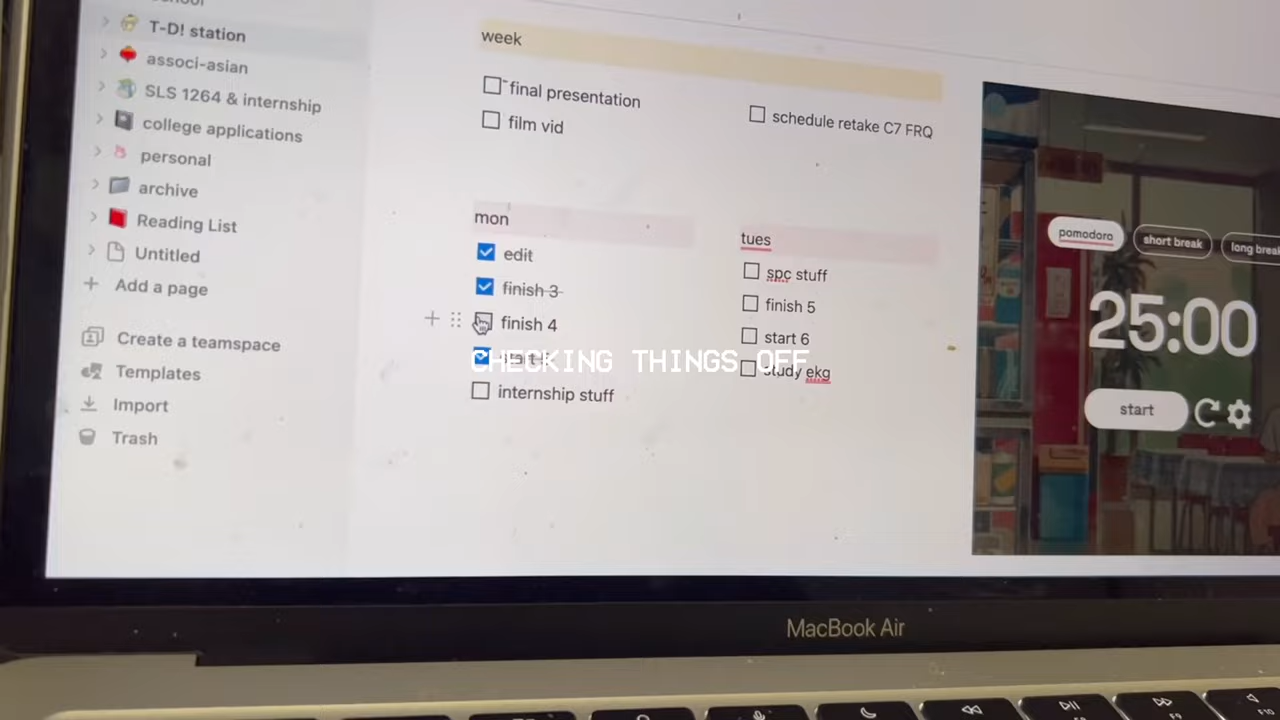 T-D! station
associ-asian
SLS 1264 & internship
college applications
personal
archive
Reading List
Untitled
Add a page
Create a teamspace
Templates
Import
Trash
week
final presentation
film vid
schedule retake C7 FRQ
mon
edit
finish 3
finish 4
start
internship stuff
tues
spc stuff
finish 5
start 6
study ekg
CHECKING THINGS OFF
pomodoro
short break
long break
25:00
start
MacBook Air